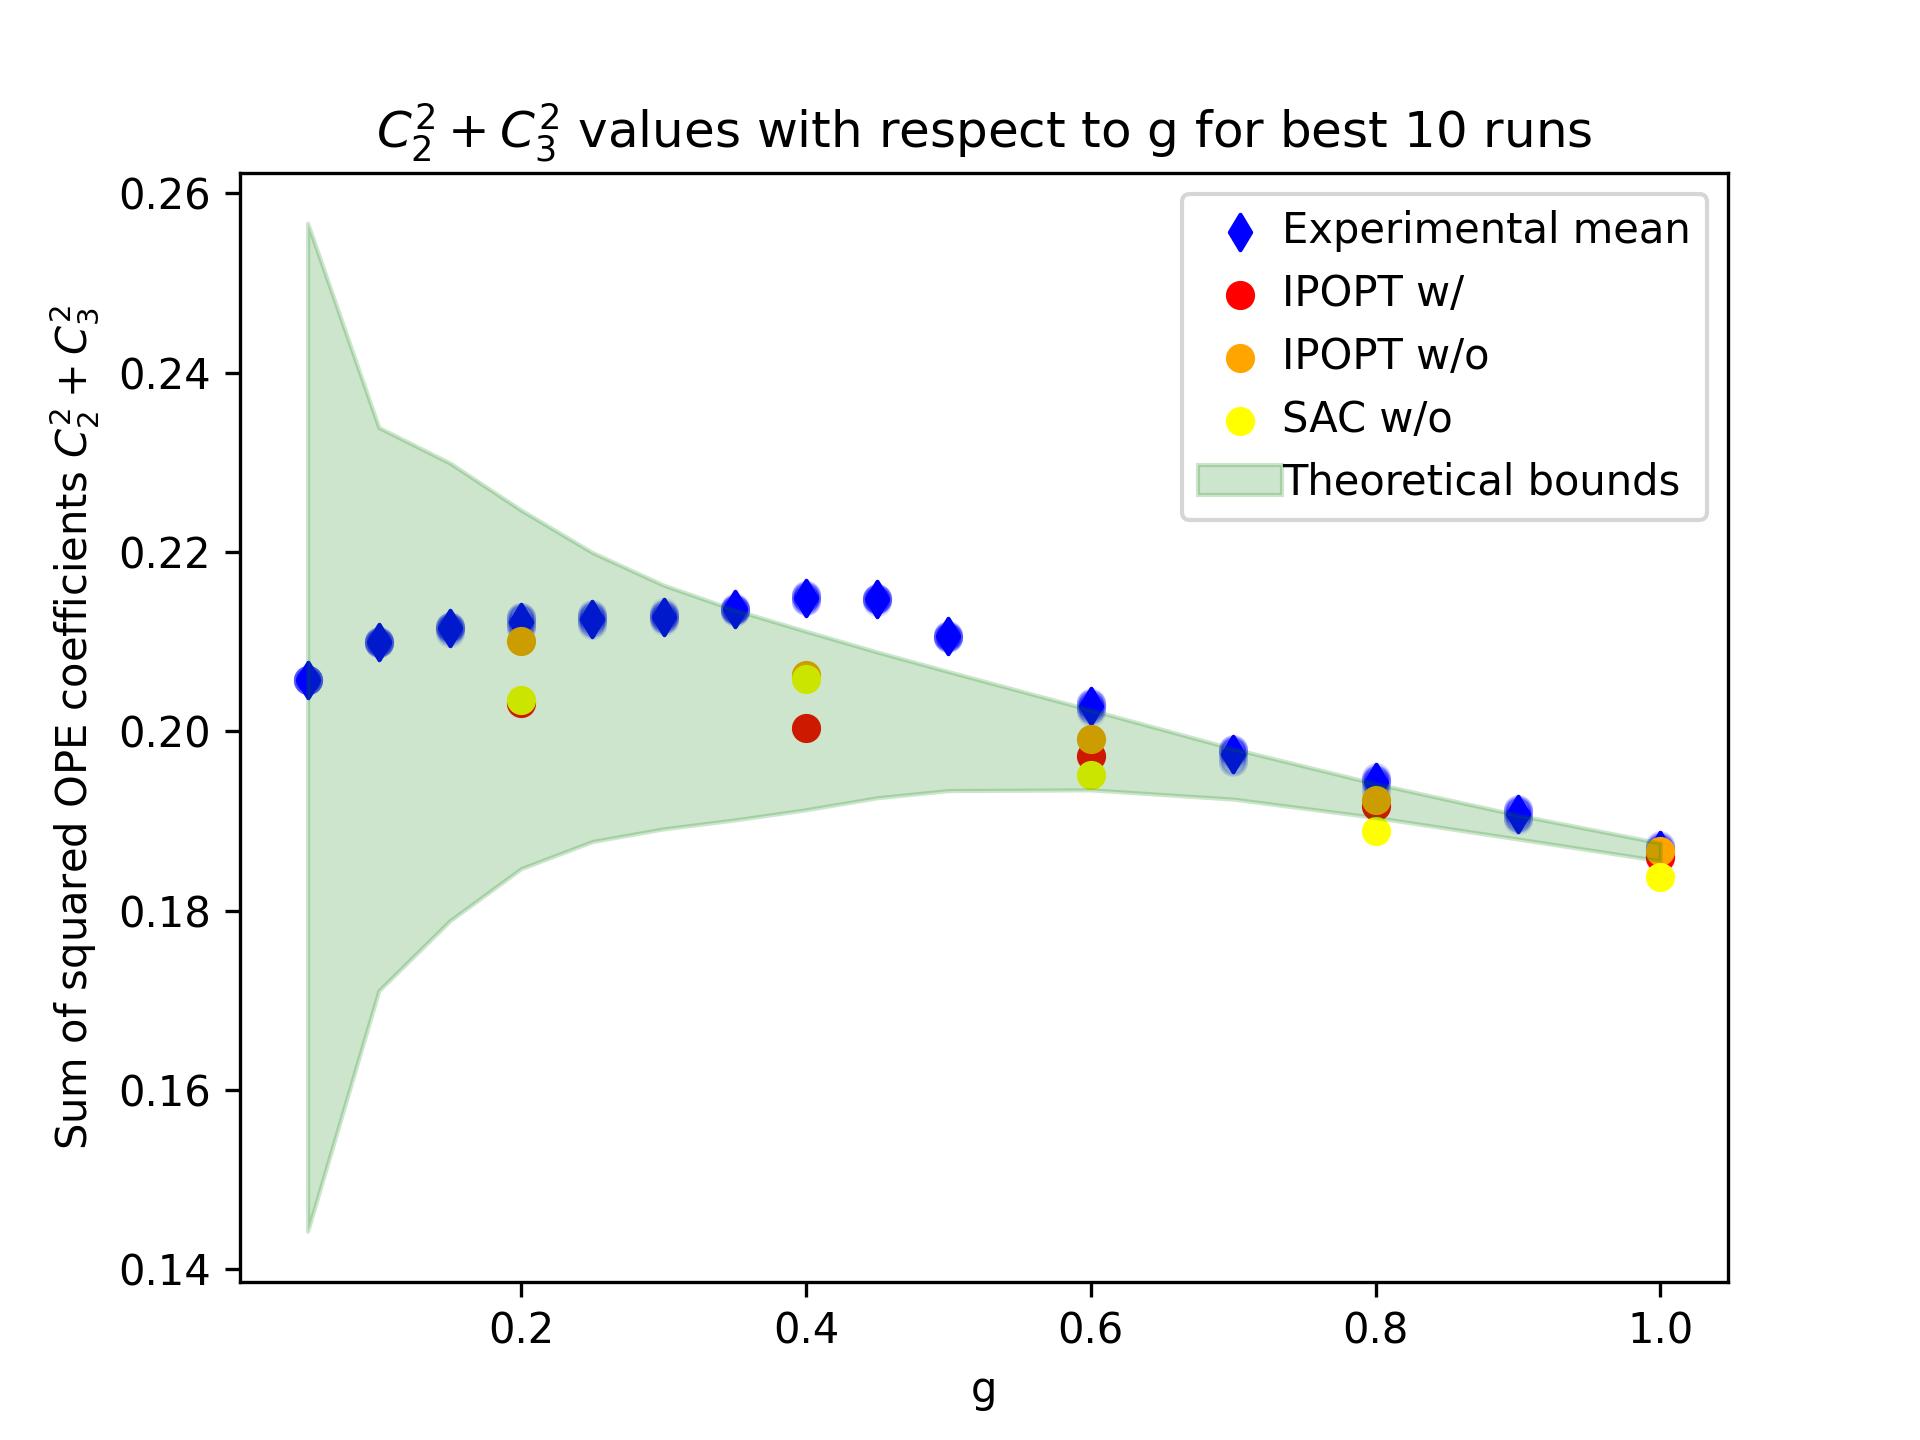 $C_2^2 + C_3^2$ values with respect to g for best 10 runs
Sum of squared OPE coefficients $C_2^2 + C_3^2$
0.26
0.24
0.22
0.20
0.18
0.16
0.14
Experimental mean
IPOPT w/
IPOPT w/o
SAC w/o
Theoretical bounds
0.2 0.4 0.6 0.8 1.0
g